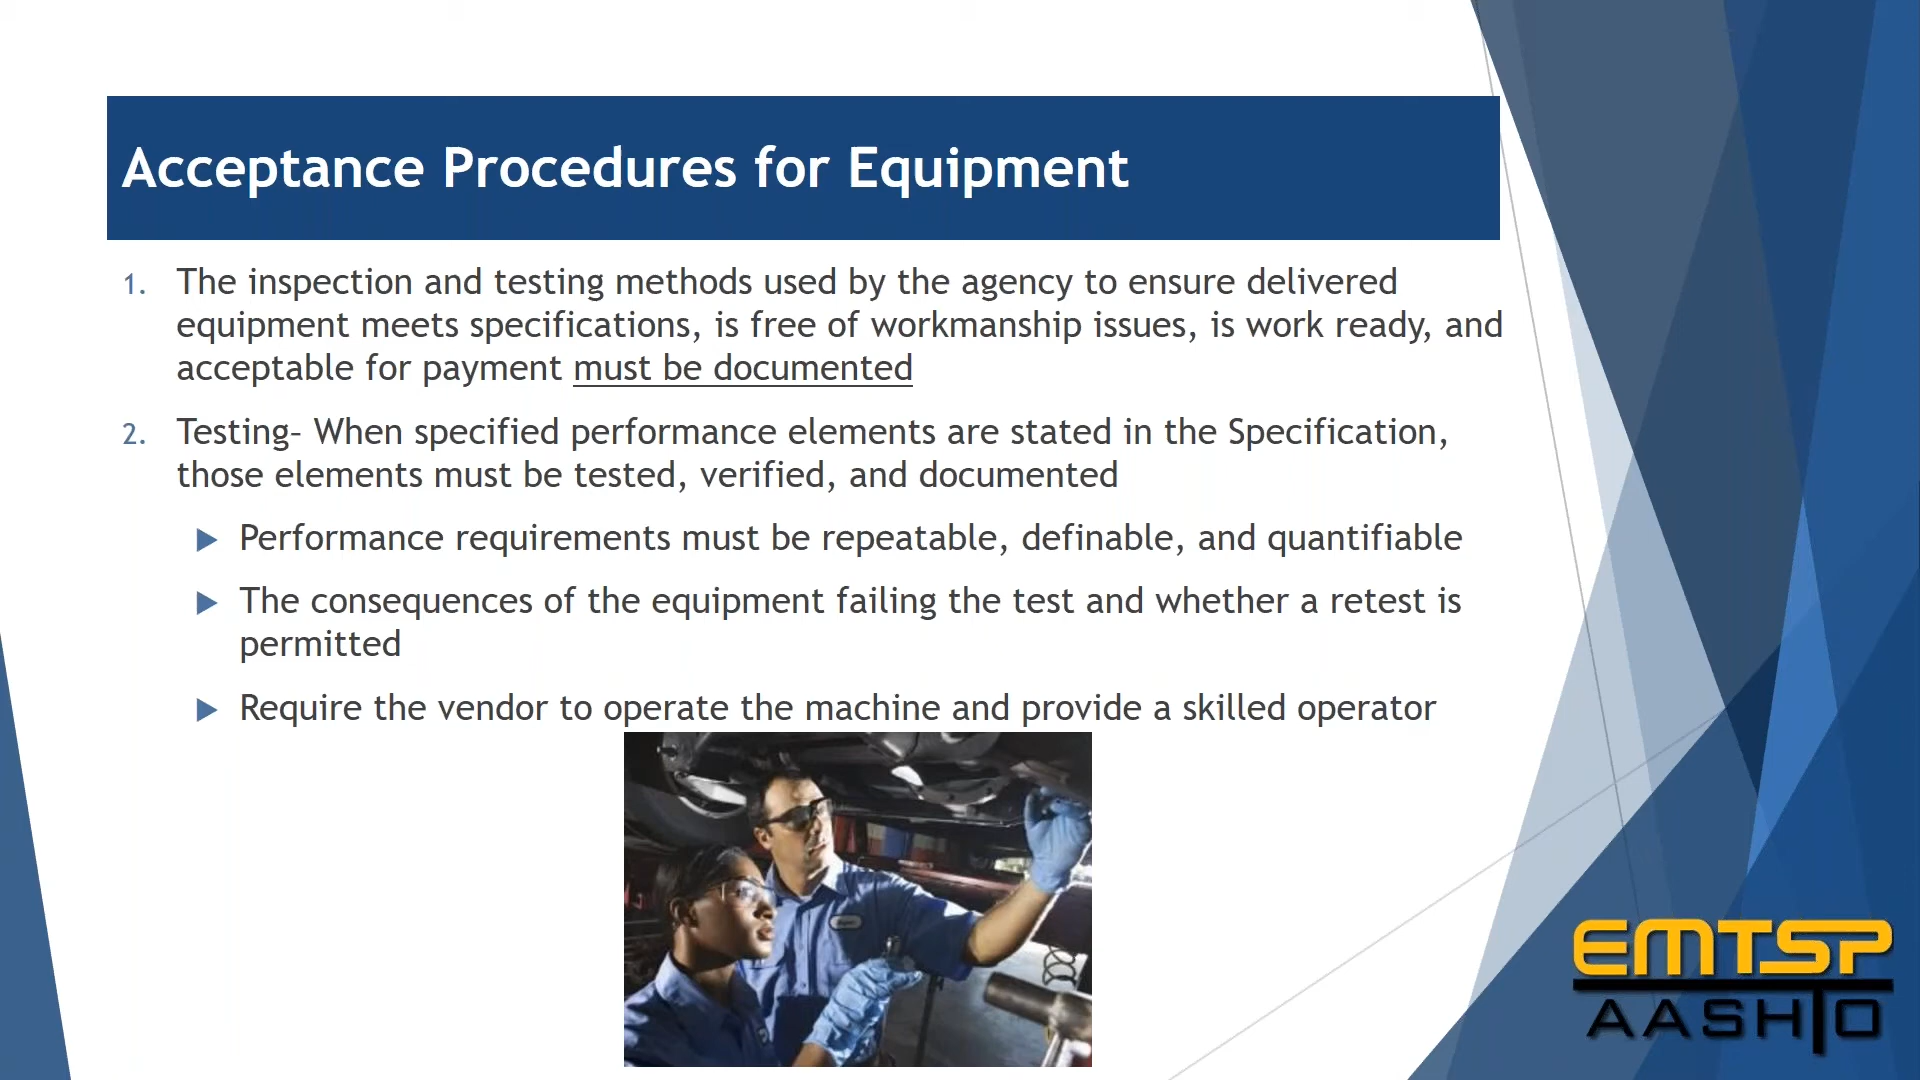 Acceptance Procedures for Equipment
1. The inspection and testing methods used by the agency to ensure delivered
equipment meets specifications, is free of workmanship issues, is work ready, and
acceptable for payment must be documented
2. Testing– When specified performance elements are stated in the Specification,
those elements must be tested, verified, and documented
Performance requirements must be repeatable, definable, and quantifiable
The consequences of the equipment failing the test and whether a retest is
permitted
Require the vendor to operate the machine and provide a skilled operator
EMTSP
AASHTO